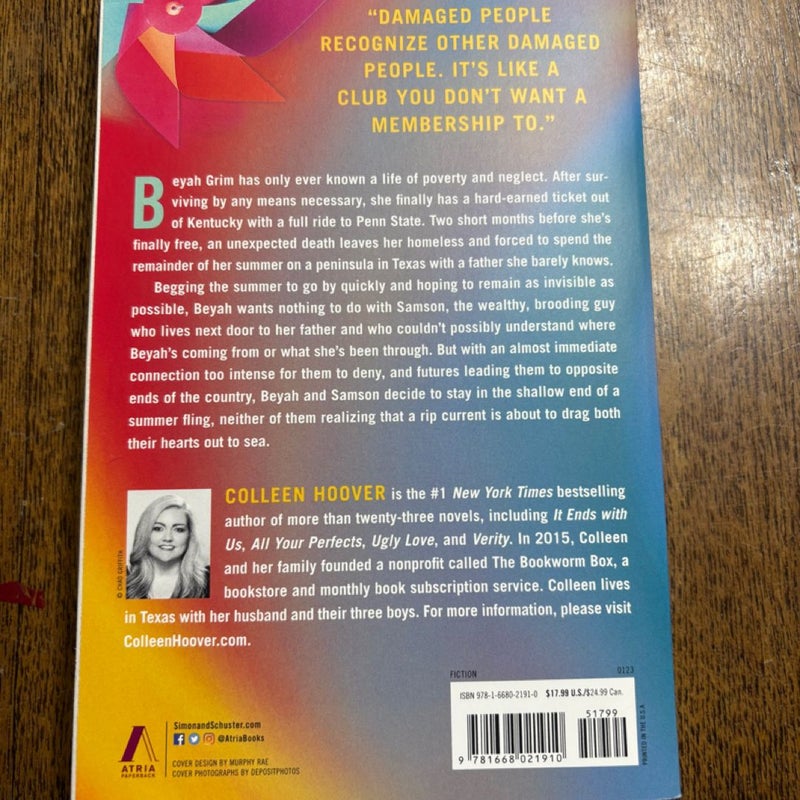 “DAMAGED PEOPLE
RECOGNIZE OTHER DAMAGED
PEOPLE. IT’S LIKE A
CLUB YOU DON’T WANT A
MEMBERSHIP TO.”
Beyah Grim has only ever known a life of poverty and neglect. After sur-
viving by any means necessary, she finally has a hard-earned ticket out
of Kentucky with a full ride to Penn State. Two short months before she’s
finally free, an unexpected death leaves her homeless and forced to spend the
remainder of her summer on a peninsula in Texas with a father she barely knows.
Begging the summer to go by quickly and hoping to remain as invisible as
possible, Beyah wants nothing to do with Samson, the wealthy, brooding guy
who lives next door to her father and who couldn’t possibly understand where
Beyah’s coming from or what she’s been through. But with an almost immediate
connection too intense for them to deny, and futures leading them to opposite
ends of the country, Beyah and Samson decide to stay in the shallow end of a
summer fling, neither of them realizing that a rip current is about to drag both
their hearts out to sea.
COLLEEN HOOVER is the #1 New York Times bestselling
author of more than twenty-three novels, including It Ends with
Us, All Your Perfects, Ugly Love, and Verity. In 2015, Colleen
and her family founded a nonprofit called The Bookworm Box, a
bookstore and monthly book subscription service. Colleen lives
in Texas with her husband and their three boys. For more information, please visit
ColleenHoover.com.
© CHAD GRIFFITH
FICTION 0123
ISBN 978-1-6680-2191-0 $17.99 U.S./$24.99 Can.
51799
9 781668 021910
PRINTED IN THE U.S.A
SimonandSchuster.com
@AtriaBooks
ATRIA
PAPERBACK
COVER DESIGN BY MURPHY RAE
COVER PHOTOGRAPHS BY DEPOSITPHOTOS